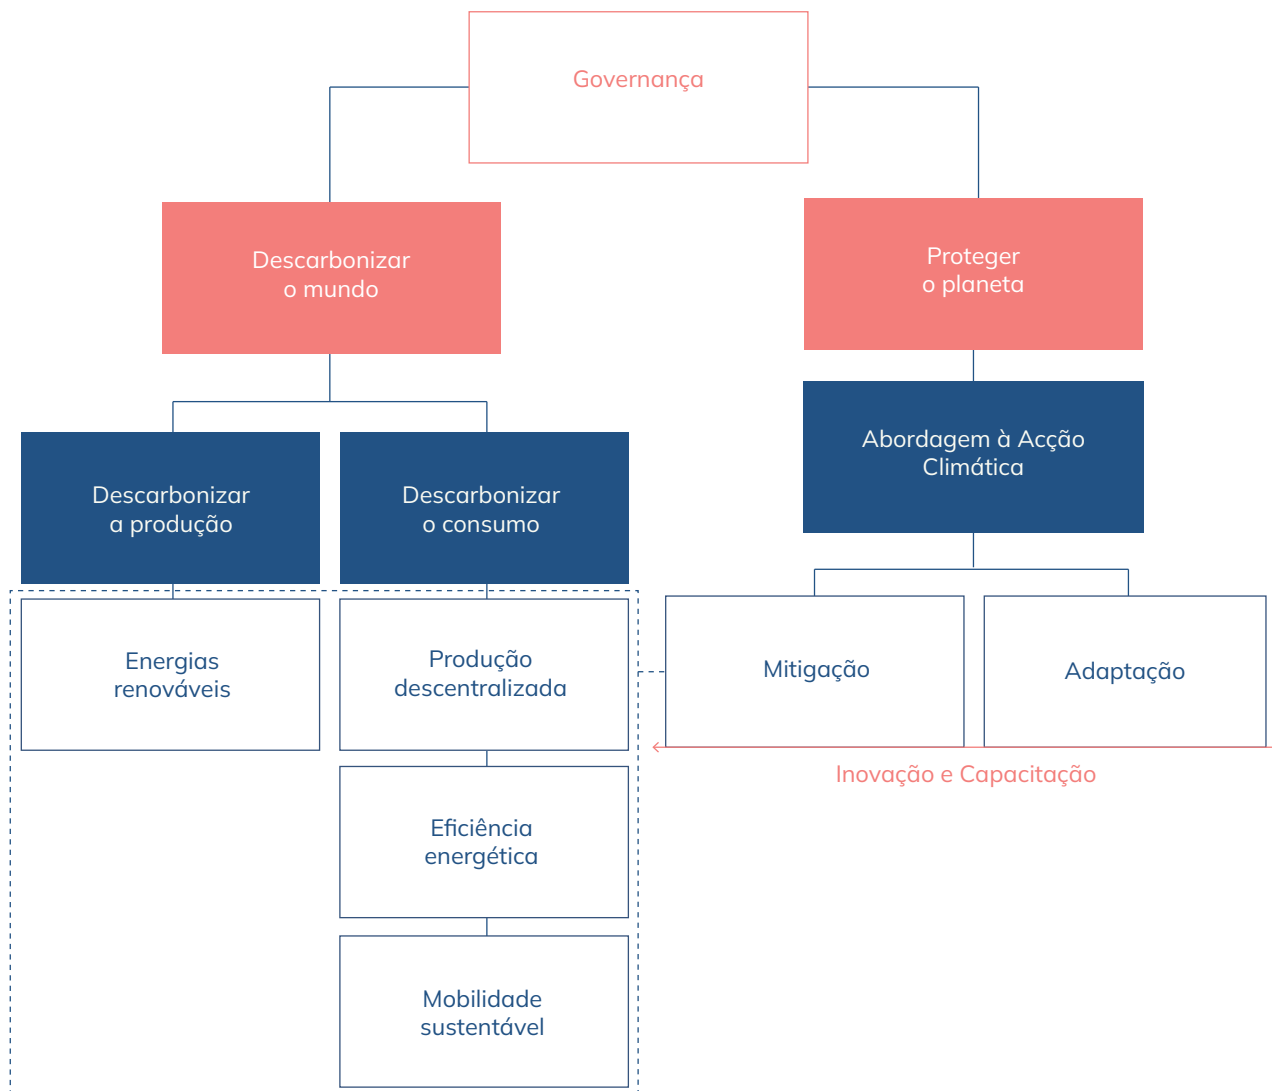 Governança
Descarbonizar
o mundo
Proteger
o planeta
Abordagem à Acção
Climática
Descarbonizar
a produção
Descarbonizar
o consumo
Energias
renováveis
Produção
descentralizada
Mitigação
Adaptação
Inovação e Capacitação
Eficiência
energética
Mobilidade
sustentável